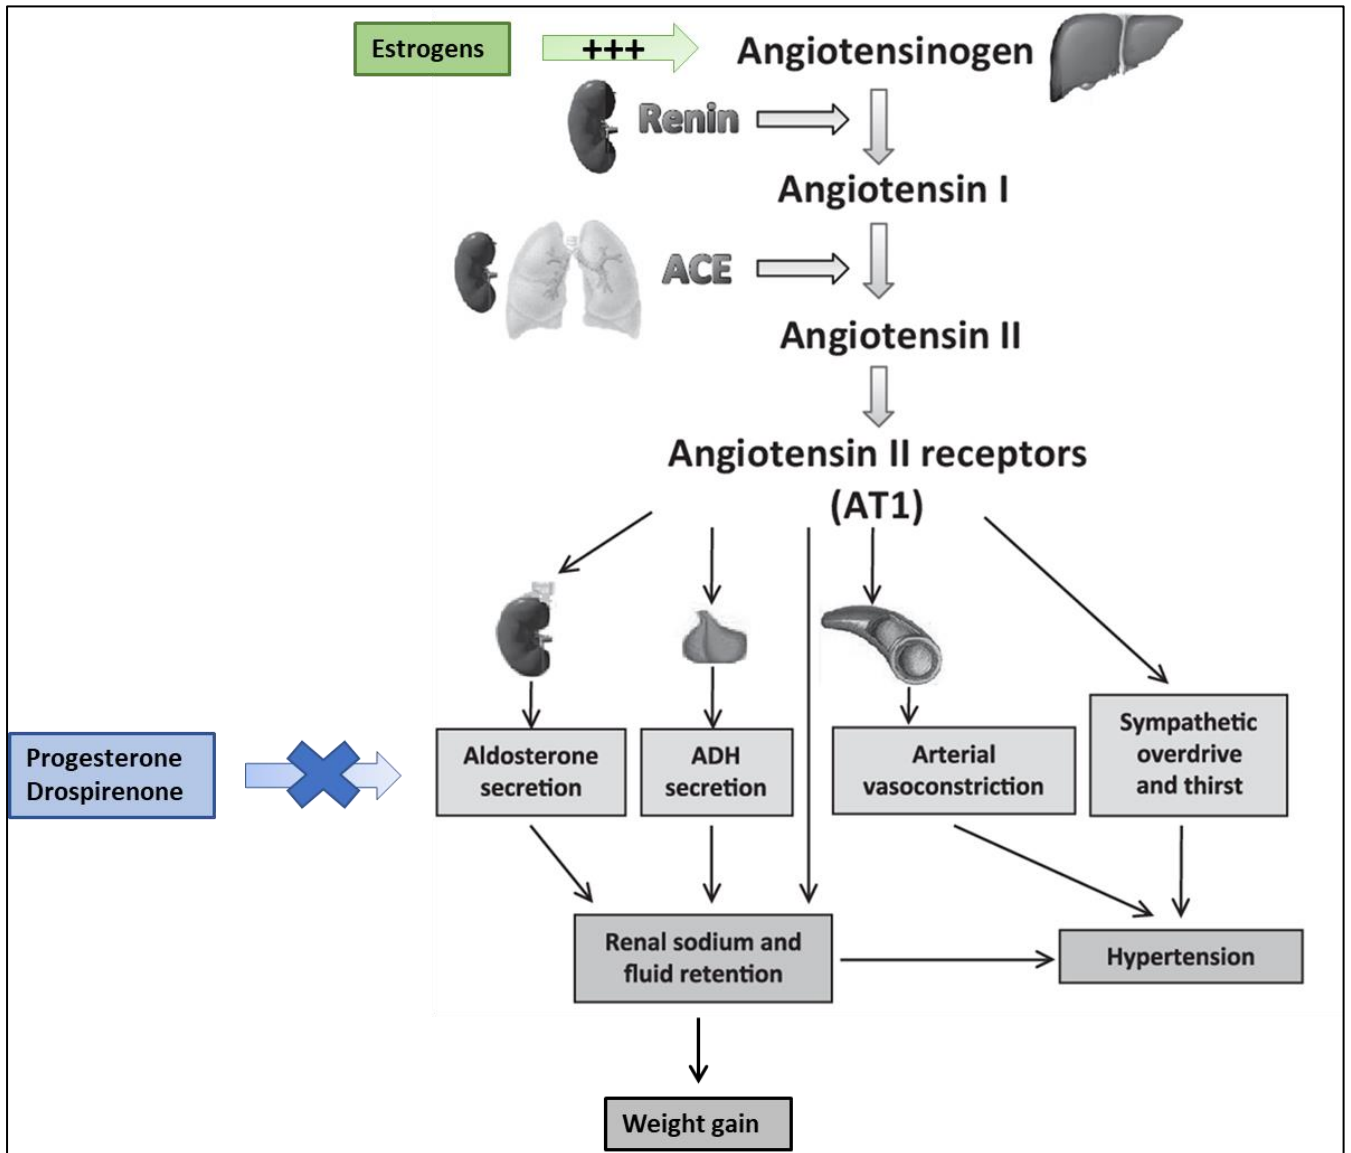 Estrogens
+++
Angiotensinogen
Renin
Angiotensin I
ACE
Angiotensin II
Angiotensin II receptors
(AT1)
Progesterone
Drospirenone
Aldosterone
secretion
ADH
secretion
Arterial
vasoconstriction
Sympathetic
overdrive
and thirst
Renal sodium and
fluid retention
Hypertension
Weight gain